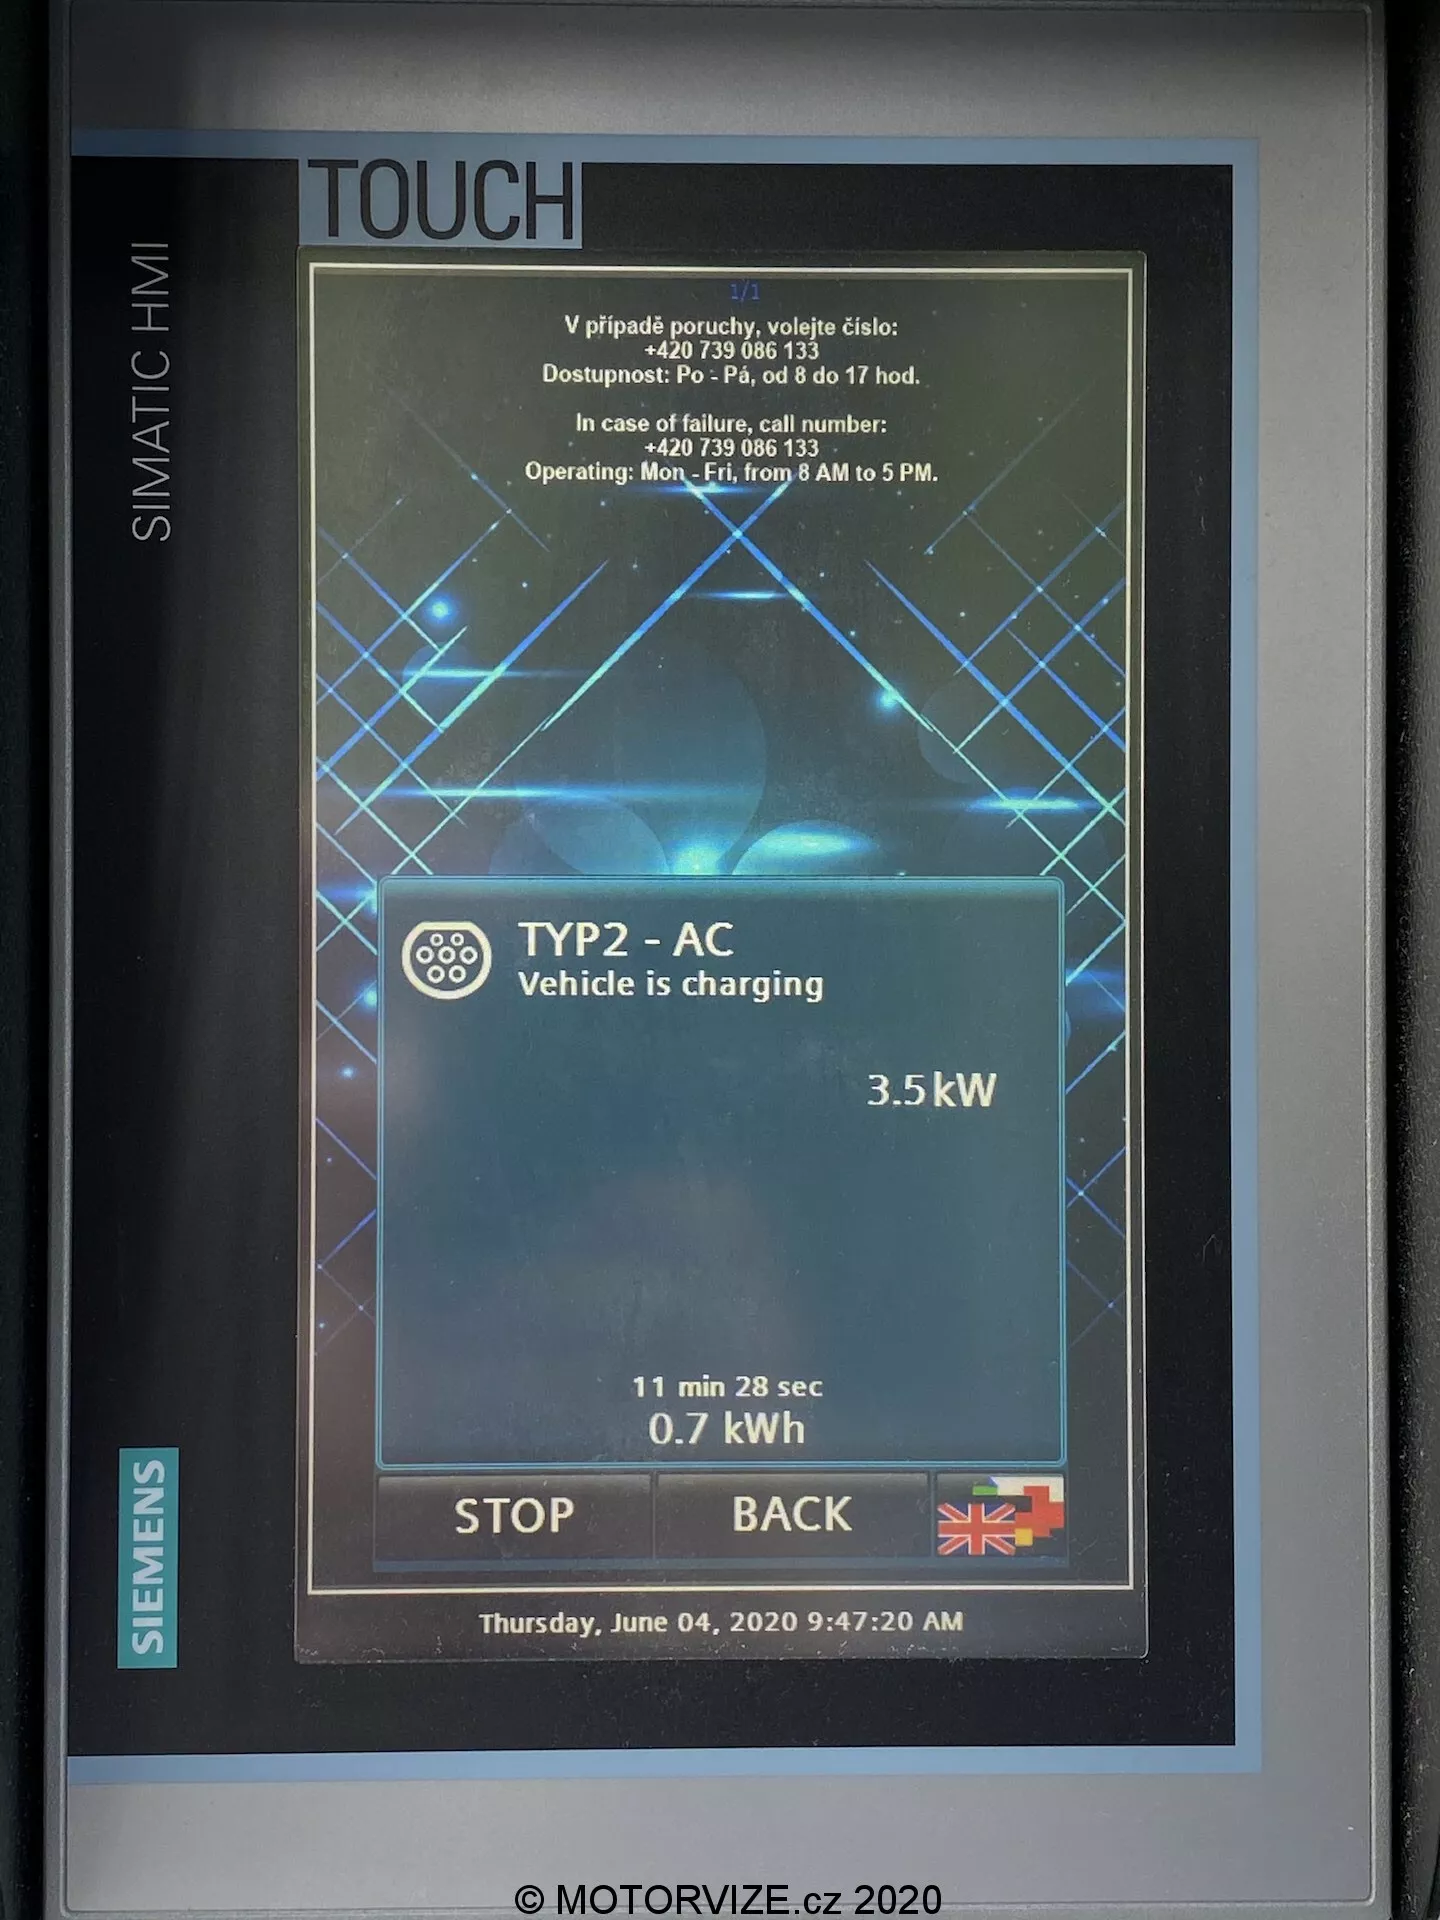 TOUCH
SIMATIC HMI
1/1
V případě poruchy, volejte číslo:
+420 739 086 133
Dostupnost: Po - Pá, od 8 do 17 hod.
In case of failure, call number:
+420 739 086 133
Operating: Mon - Fri, from 8 AM to 5 PM.
TYP2 - AC
Vehicle is charging
3.5kW
11 min 28 sec
0.7 kWh
STOP
BACK
SIEMENS
Thursday, June 04, 2020 9:47:20 AM
© MOTORVIZE.cz 2020